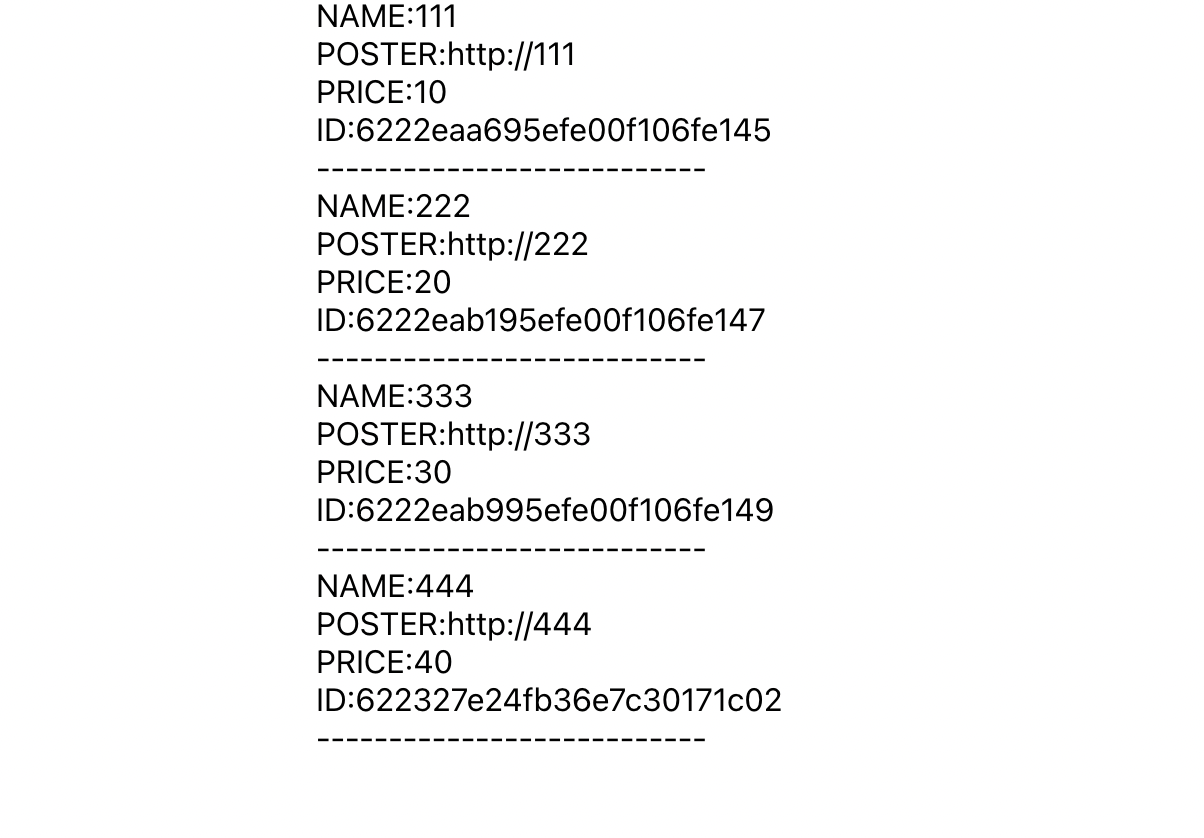 NAME:111
POSTER:http://111
PRICE:10
ID:6222eaa695efe00f106fe145
---------------------------
NAME:222
POSTER:http://222
PRICE:20
ID:6222eab195efe00f106fe147
---------------------------
NAME:333
POSTER:http://333
PRICE:30
ID:6222eab995efe00f106fe149
---------------------------
NAME:444
POSTER:http://444
PRICE:40
ID:622327e24fb36e7c30171c02
---------------------------